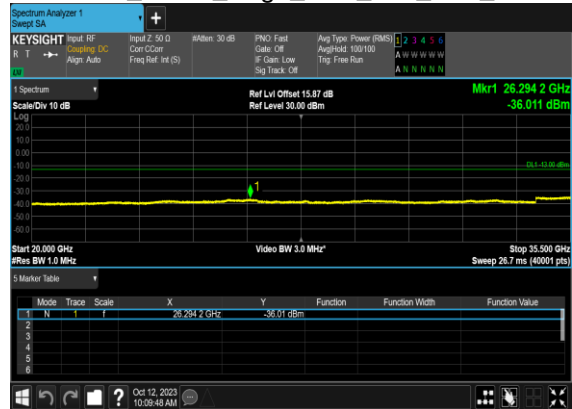 Spectrum Analyzer 1
Swept SA
+
KEYSIGHT Input: RF Input Z: 50 Ω #Atten: 30 dB PNO: Fast Avg Type: Power (RMS) 1 2 3 4 5 6
R T Coupling: DC Corr CCorr Gate: Off Avg|Hold: 100/100 A W W W W W
Align: Auto Freq Ref: Int (S) IF Gain: Low Trig: Free Run
Sig Track: Off A N N N N N
1 Spectrum Ref Lvl Offset 15.87 dB Mkr1 26.294 2 GHz
Scale/Div 10 dB Ref Level 30.00 dBm -36.011 dBm
Log
20.0
10.0
0.00
-10.0
DL1 -13.00 dBm
-20.0
-30.0
1
-40.0
-50.0
-60.0
Start 20.000 GHz Video BW 3.0 MHz* Stop 35.500 GHz
#Res BW 1.0 MHz Sweep 26.7 ms (40001 pts)
5 Marker Table
Mode Trace Scale X Y Function Function Width Function Value
1 N 1 f 26.294 2 GHz -36.01 dBm
2
3
4
5
6
? Oct 12, 2023
10:09:48 AM